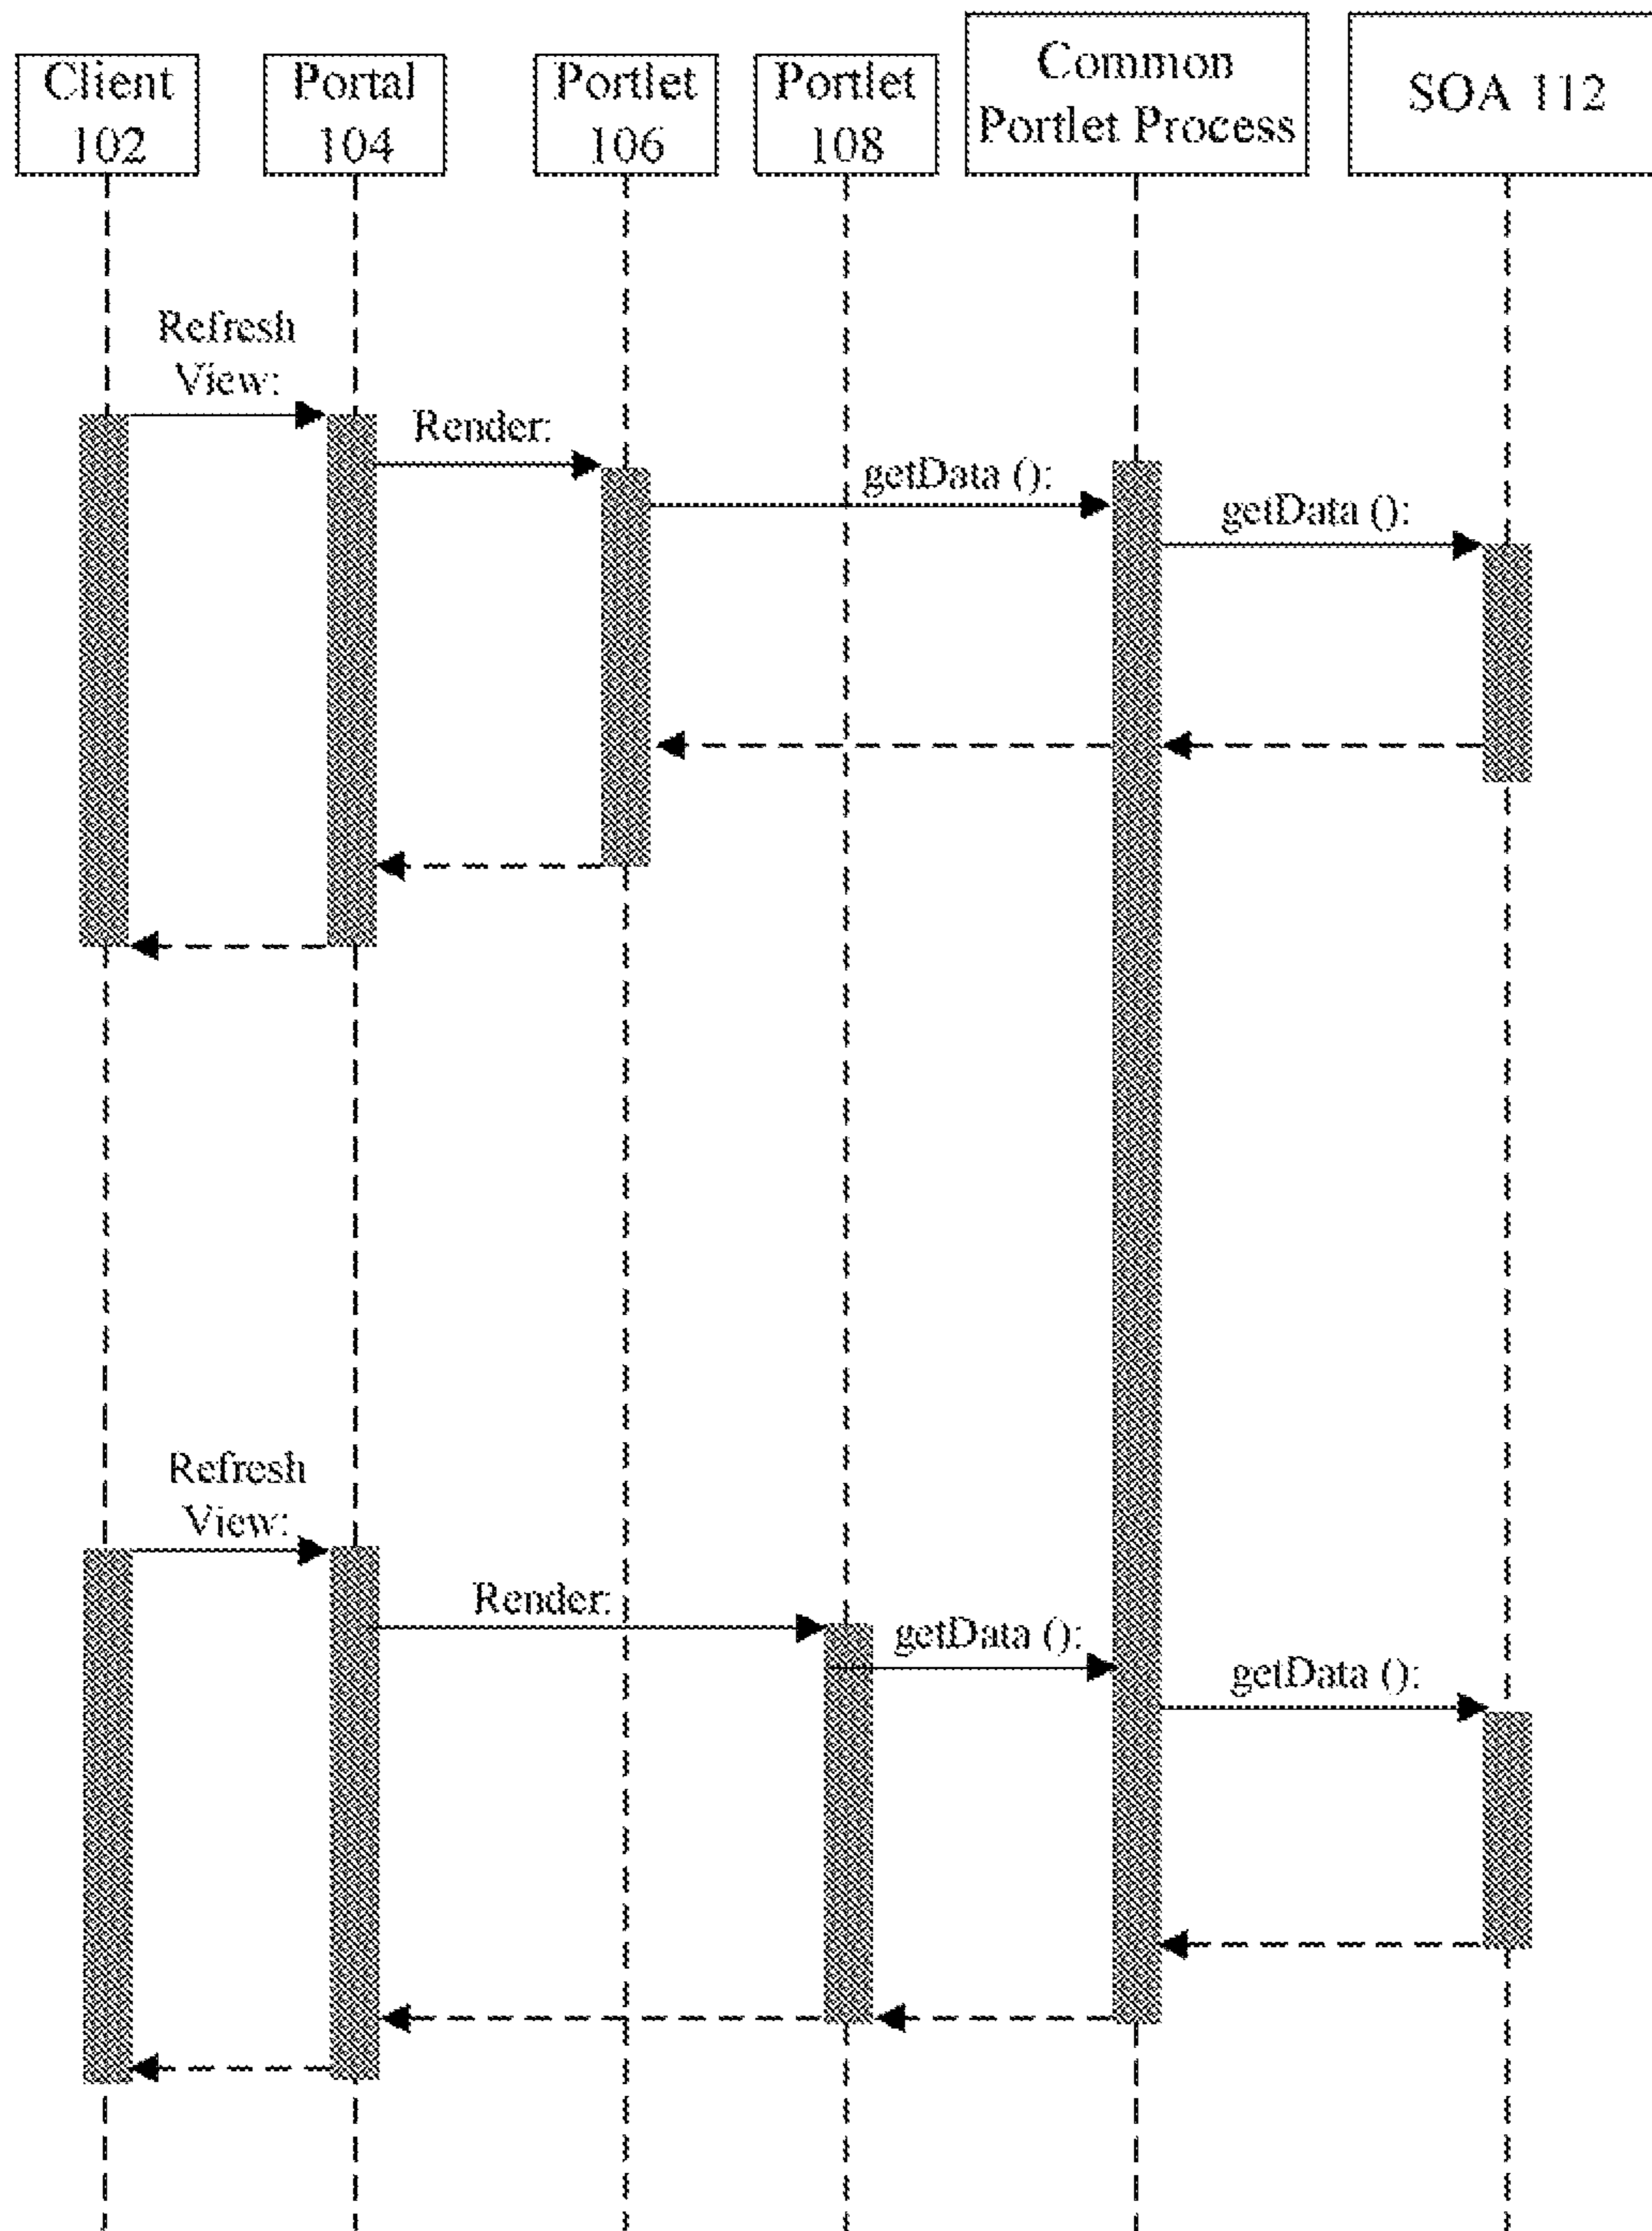 Client
102
Portal
104
Portlet
106
Portlet
108
Common
Portlet Process
SOA 112
Refresh
View:
Render:
getData ():
getData ():
Refresh
View:
Render:
getData ():
getData ():